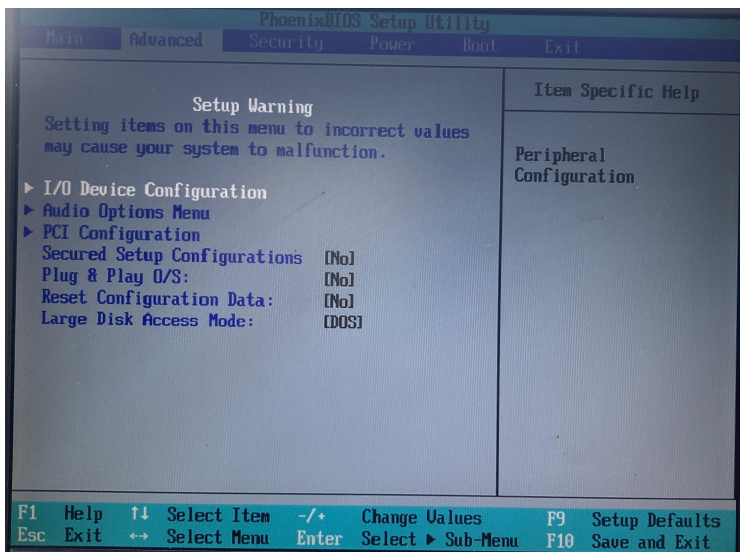 PhoenixBIOS Setup Utility
Main Advanced Security Power Boot Exit
Setup Warning
Setting items on this menu to incorrect values
may cause your system to malfunction.
▶ I/O Device Configuration
▶ Audio Options Menu
▶ PCI Configuration
Secured Setup Configurations [No]
Plug & Play O/S: [No]
Reset Configuration Data: [No]
Large Disk Access Mode: [DOS]
Item Specific Help
Peripheral
Configuration
F1 Help ↑↓ Select Item -/+ Change Values F9 Setup Defaults
Esc Exit ↔ Select Menu Enter Select ▶ Sub-Menu F10 Save and Exit